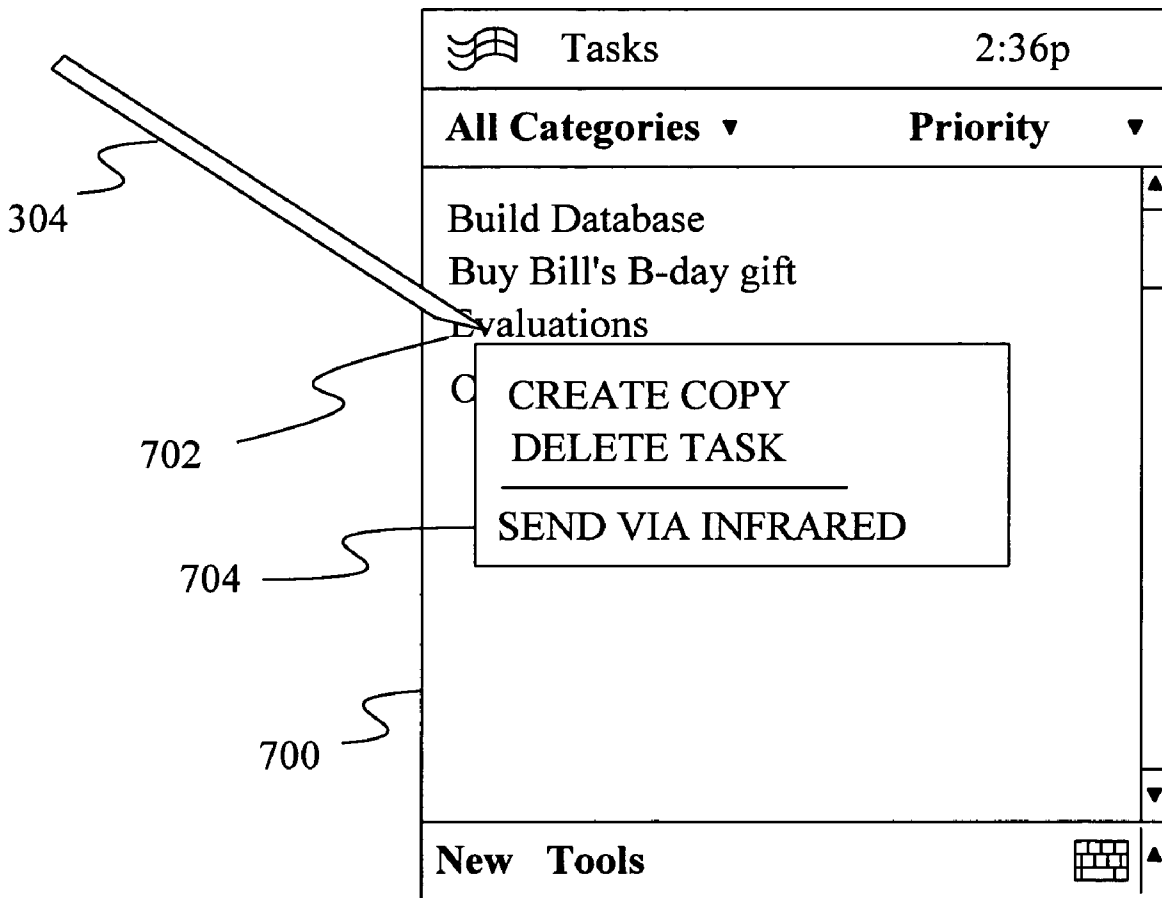 Tasks 2:36p
All Categories ▼ Priority ▼
304
Build Database
Buy Bill's B-day gift
Evaluations
702
O
CREATE COPY
DELETE TASK
SEND VIA INFRARED
704
700
New Tools